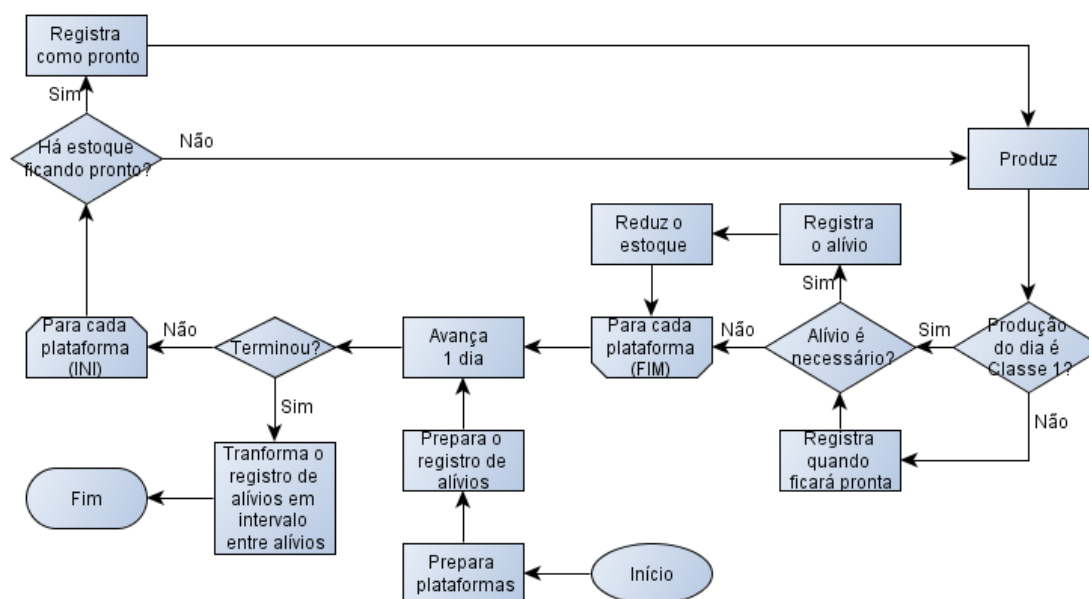 Registra
como pronto
Sim
Há estoque
ficando pronto?
Não
Produz
Reduz o
estoque
Registra
o alívio
Sim
Para cada
plataforma
(INI)
Não
Terminou?
Avança
1 dia
Para cada
plataforma
(FIM)
Não
Alívio é
necessário?
Sim
Produção
do dia é
Classe 1?
Sim
Não
Fim
Tranforma o
registro de
alívios em
intervalo
entre alívios
Prepara o
registro de
alívios
Registra
quando
ficará pronta
Prepara
plataformas
Início